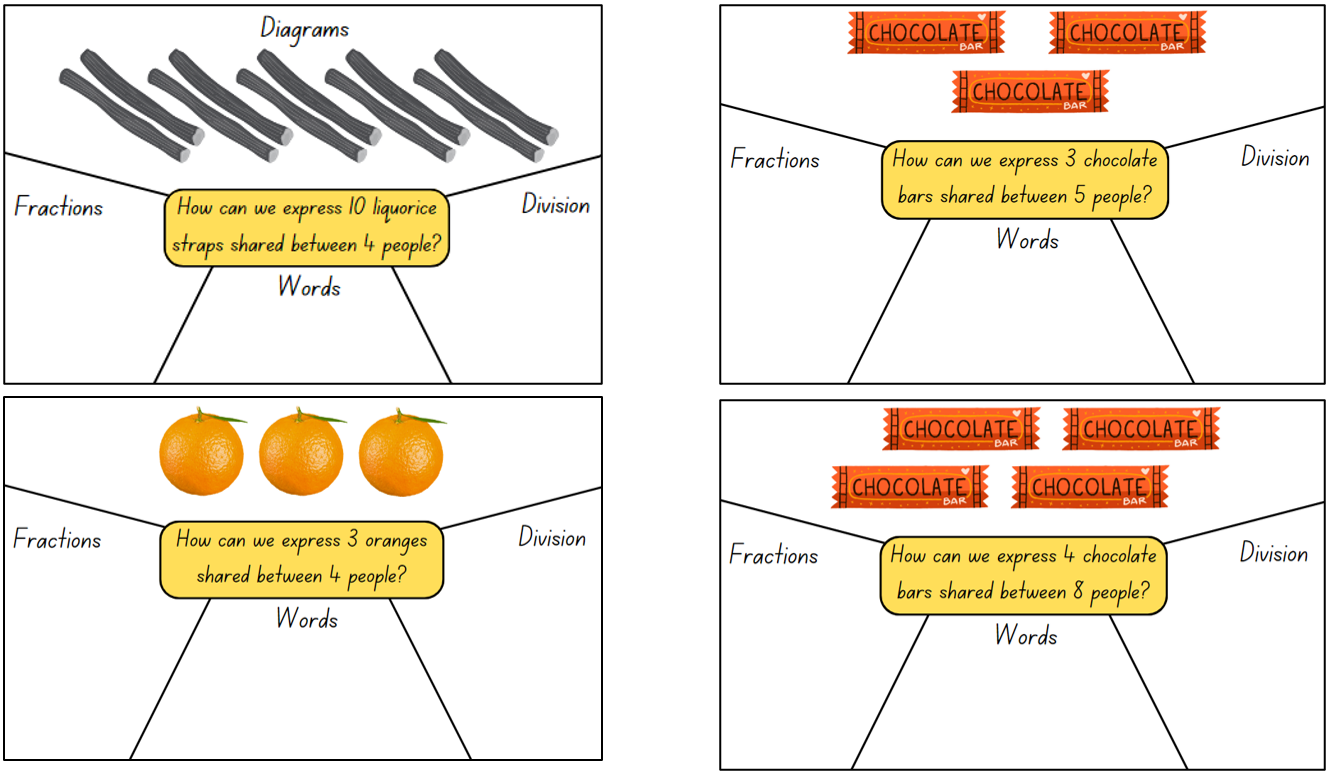 Diagrams
Fractions
Division
How can we express 10 liquorice
straps shared between 4 people?
Words
CHOCOLATE
BAR
CHOCOLATE
BAR
CHOCOLATE
BAR
Fractions
Division
How can we express 3 chocolate
bars shared between 5 people?
Words
Fractions
Division
How can we express 3 oranges
shared between 4 people?
Words
CHOCOLATE
BAR
CHOCOLATE
BAR
CHOCOLATE
BAR
CHOCOLATE
BAR
Fractions
Division
How can we express 4 chocolate
bars shared between 8 people?
Words